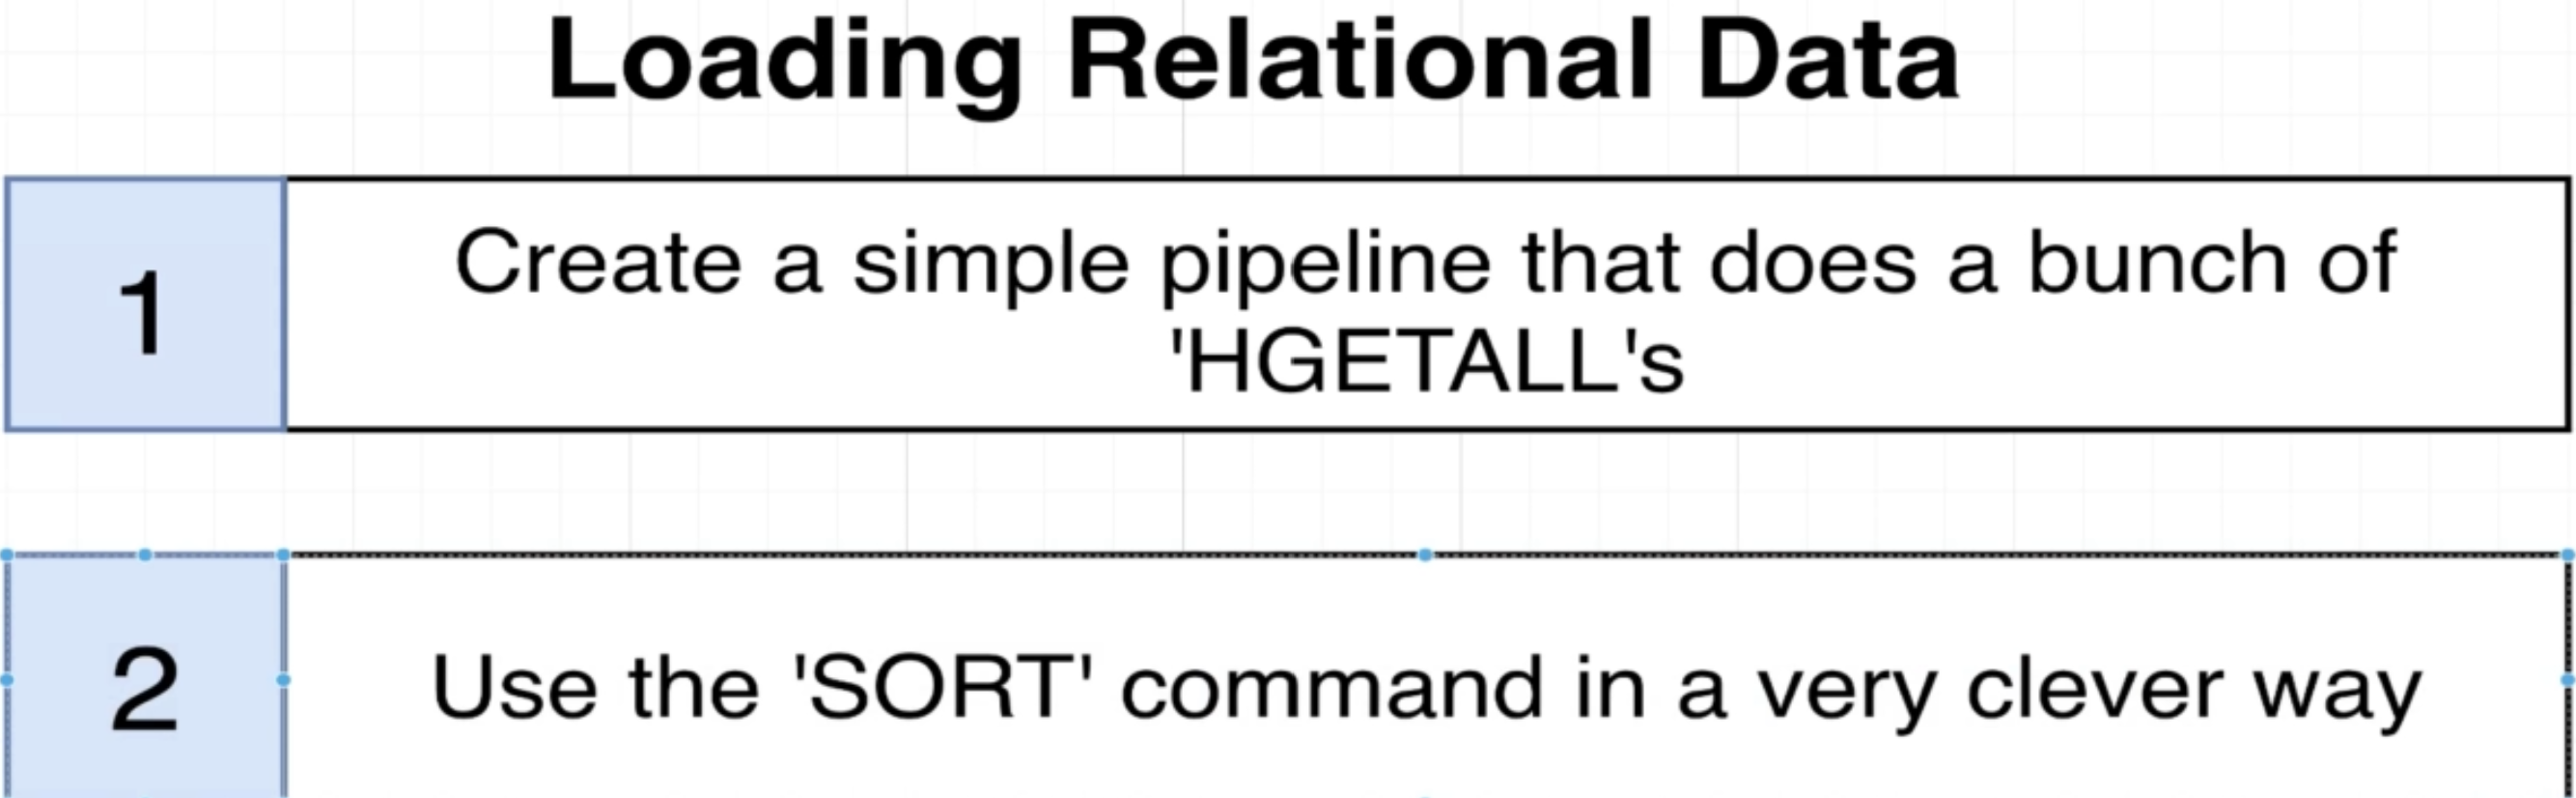 Loading Relational Data
1
Create a simple pipeline that does a bunch of
'HGETALL's
2
Use the 'SORT' command in a very clever way